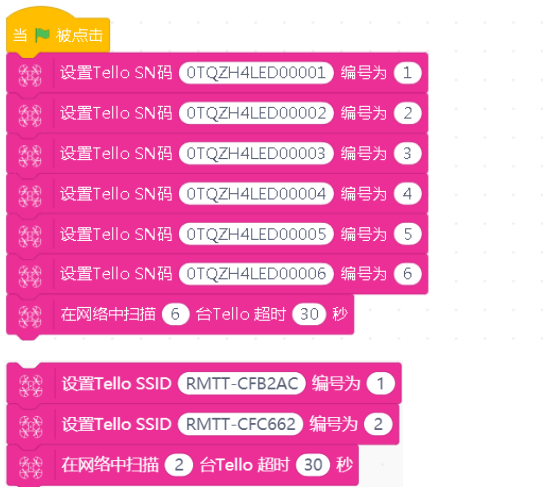 当 被点击
设置Tello SN码 0TQZH4LED00001 编号为 1
设置Tello SN码 0TQZH4LED00002 编号为 2
设置Tello SN码 0TQZH4LED00003 编号为 3
设置Tello SN码 0TQZH4LED00004 编号为 4
设置Tello SN码 0TQZH4LED00005 编号为 5
设置Tello SN码 0TQZH4LED00006 编号为 6
在网络中扫描 6 台Tello 超时 30 秒
设置Tello SSID RMTT-CFB2AC 编号为 1
设置Tello SSID RMTT-CFC662 编号为 2
在网络中扫描 2 台Tello 超时 30 秒